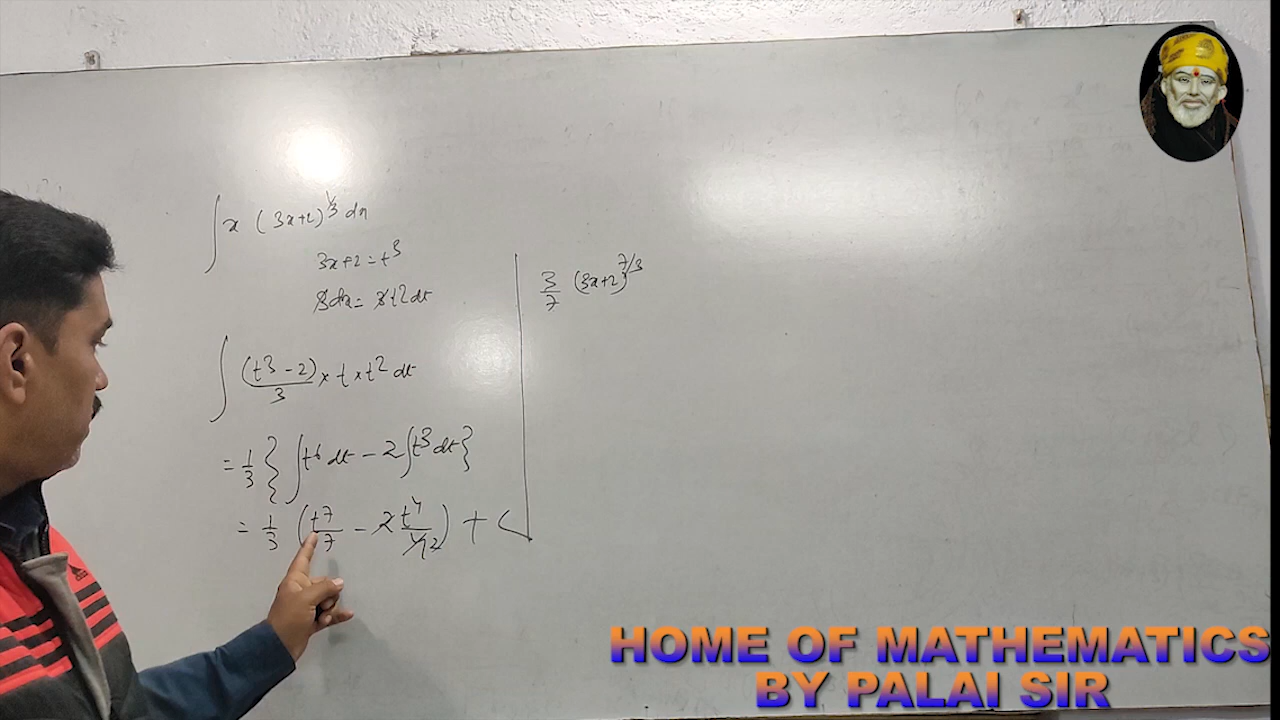 ∫ x (3x+2)^1/3 dx
3x+2 = t^3
3dx = 3t2dt
∫ (t^3 - 2)/3 × t × t^2 dt
= 1/3 { ∫ t^6 dt - 2 ∫ t^3 dt }
= 1/3 ( t^7/7 - 2 t^4/4 2 ) + C
3/7 (3x+2)^7/3
HOME OF MATHEMATICS
BY PALAI SIR